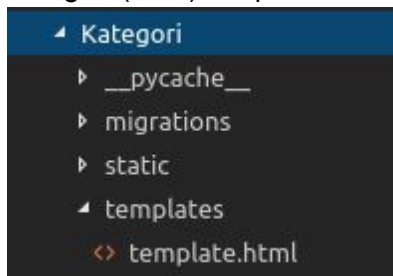 Kategori
__pycache__
migrations
static
templates
<> template.html